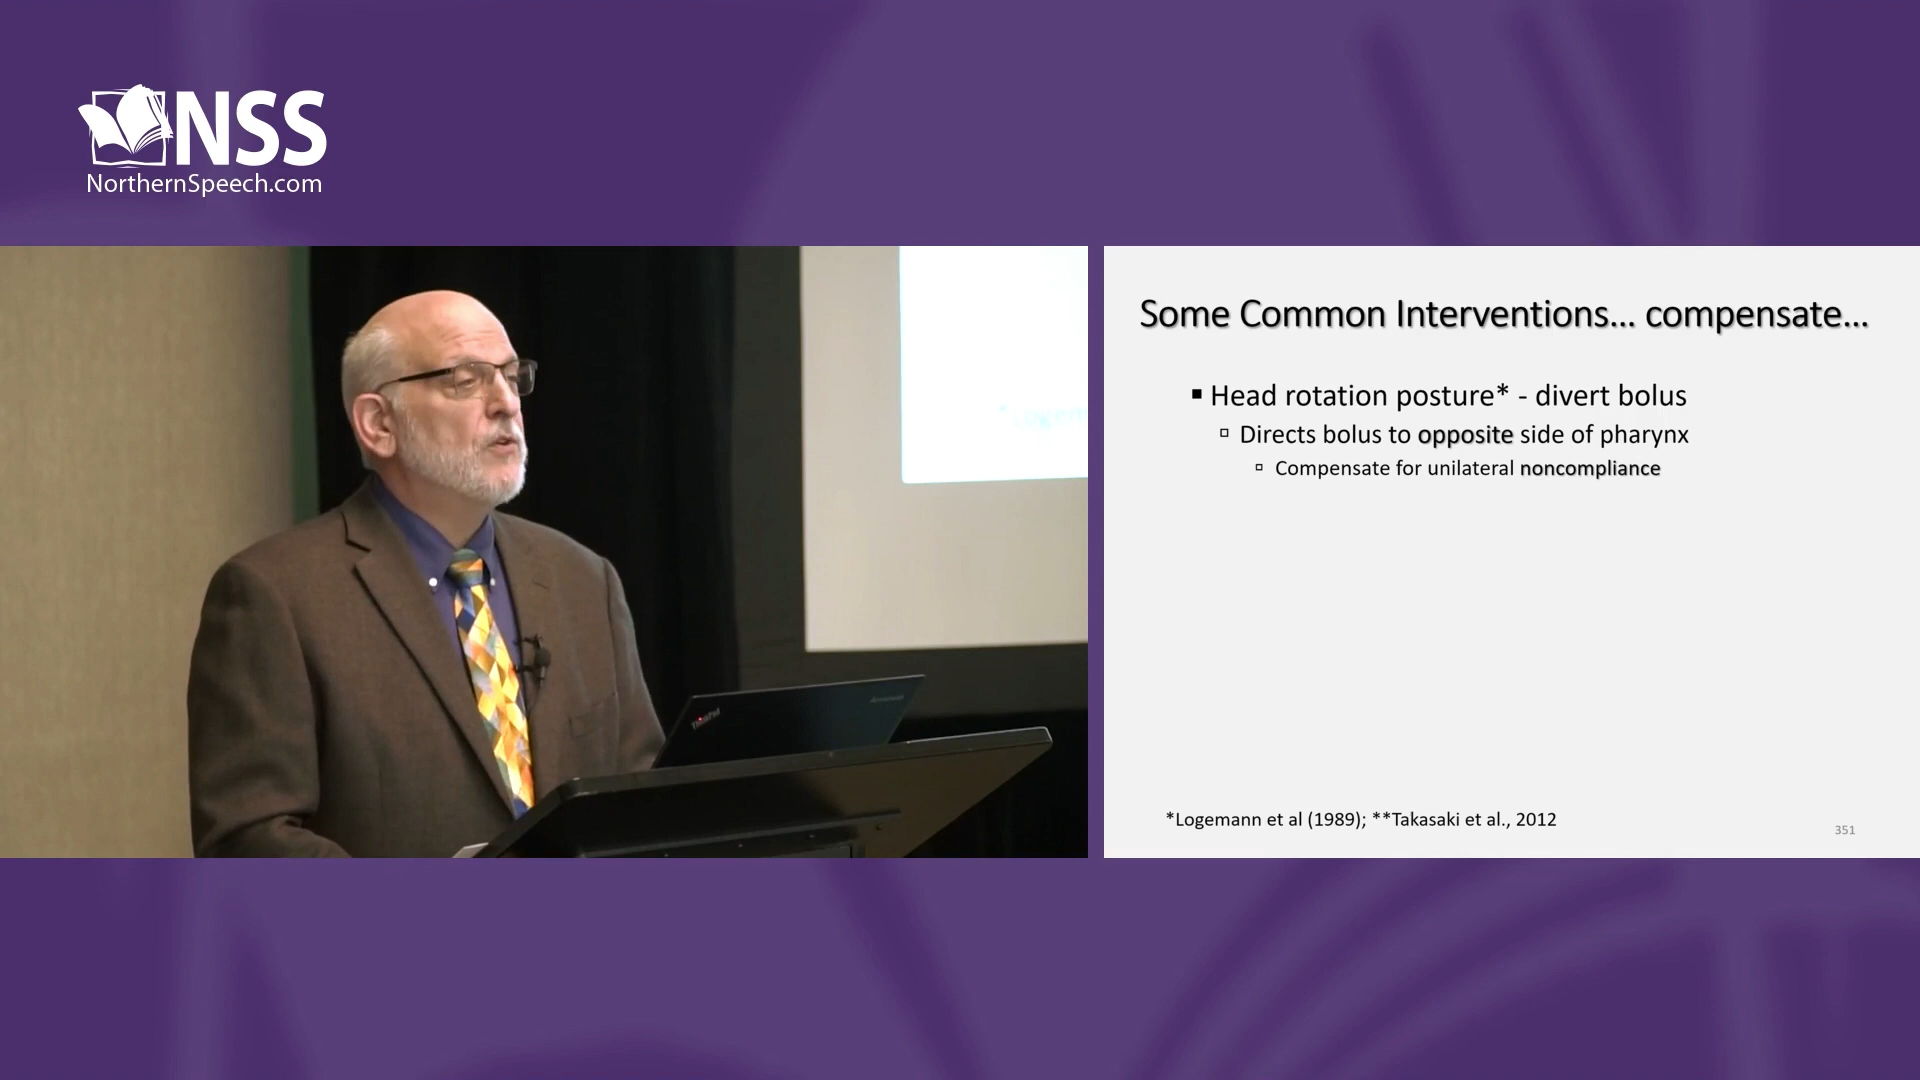 NSS
NorthernSpeech.com
ThinkPad
Some Common Interventions... compensate...
Head rotation posture* - divert bolus
Directs bolus to opposite side of pharynx
Compensate for unilateral noncompliance
*Logemann et al (1989); **Takasaki et al., 2012
351